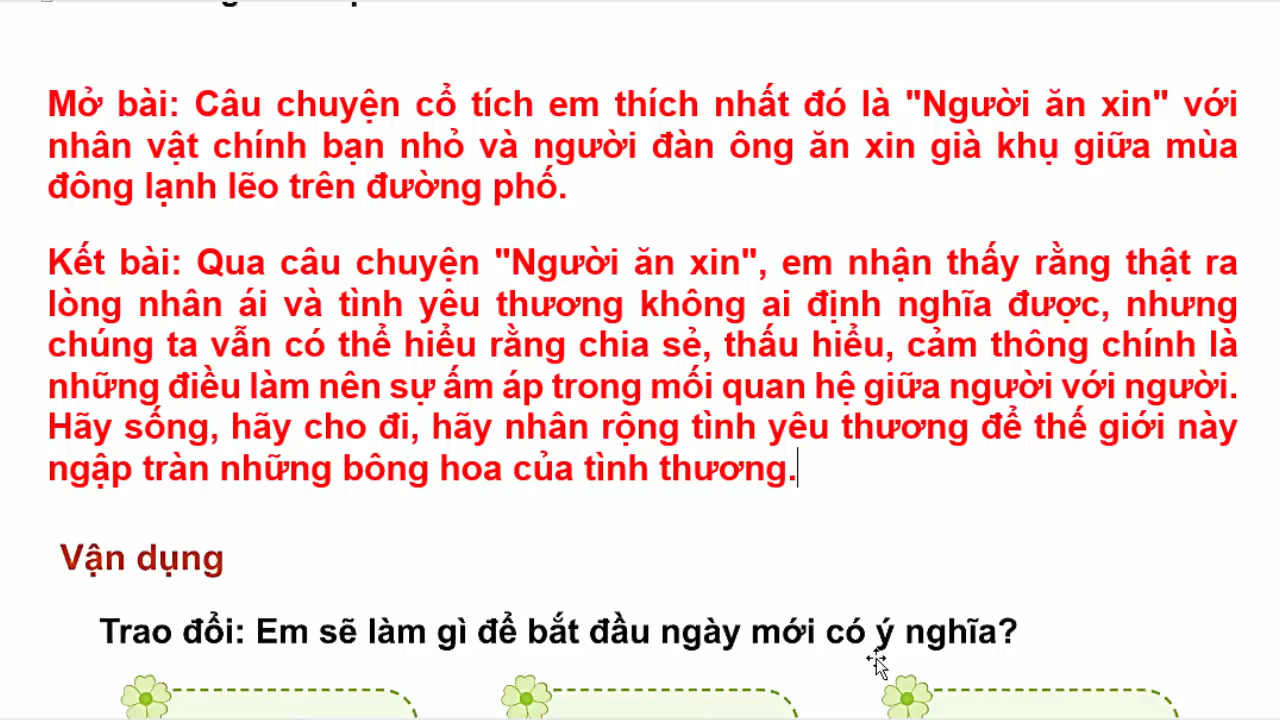 Mở bài: Câu chuyện cổ tích em thích nhất đó là "Người ăn xin" với
nhân vật chính bạn nhỏ và người đàn ông ăn xin già khụ giữa mùa
đông lạnh lẽo trên đường phố.
Kết bài: Qua câu chuyện "Người ăn xin", em nhận thấy rằng thật ra
lòng nhân ái và tình yêu thương không ai định nghĩa được, nhưng
chúng ta vẫn có thể hiểu rằng chia sẻ, thấu hiểu, cảm thông chính là
những điều làm nên sự ấm áp trong mối quan hệ giữa người với người.
Hãy sống, hãy cho đi, hãy nhân rộng tình yêu thương để thế giới này
ngập tràn những bông hoa của tình thương.
Vận dụng
Trao đổi: Em sẽ làm gì để bắt đầu ngày mới có ý nghĩa?